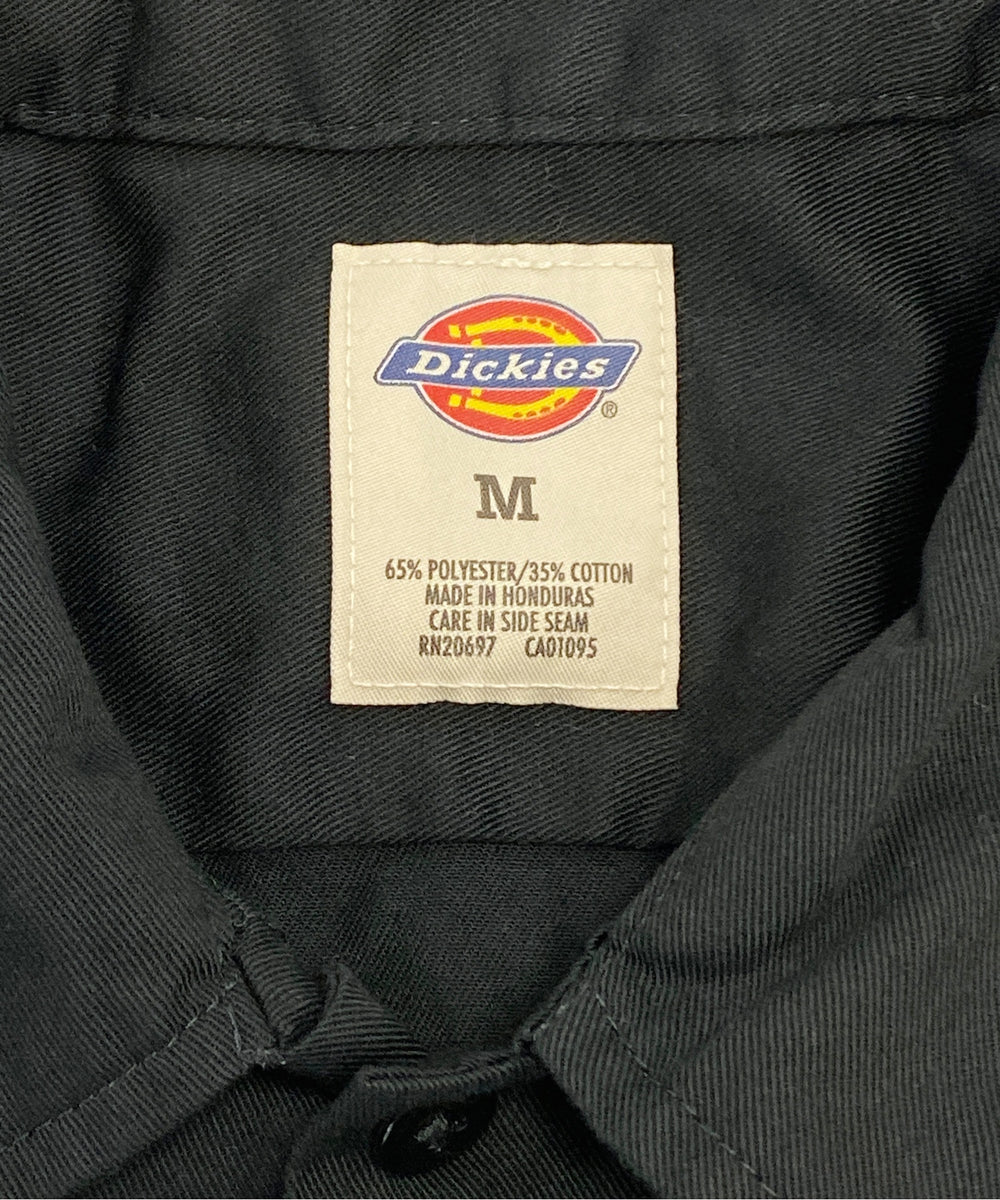 Dickies
®
M
65% POLYESTER/35% COTTON
MADE IN HONDURAS
CARE IN SIDE SEAM
RN20697 CA01095